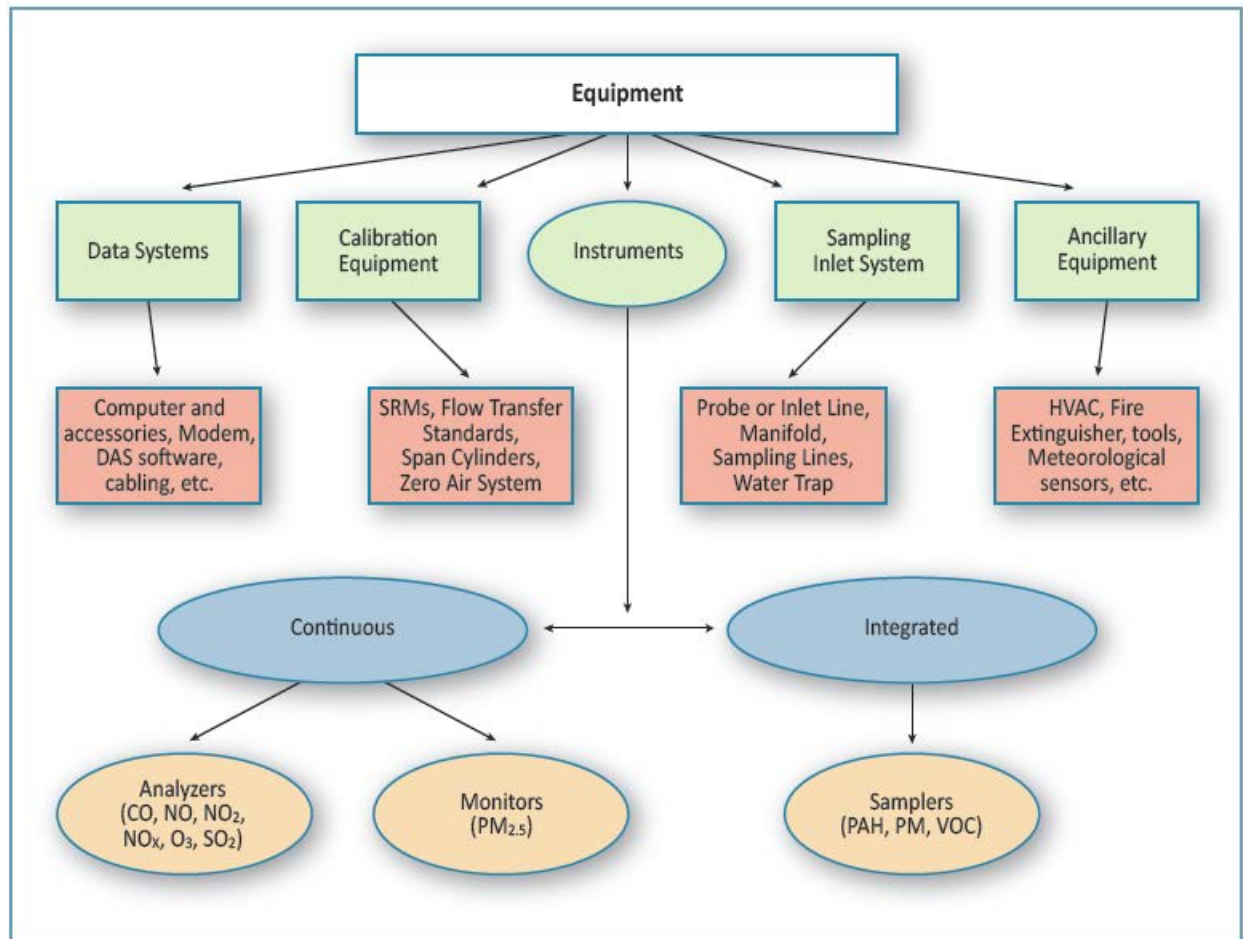 Equipment
Data Systems
Calibration
Equipment
Instruments
Sampling
Inlet System
Ancillary
Equipment
Computer and
accessories, Modem,
DAS software,
cabling, etc.
SRMs, Flow Transfer
Standards,
Span Cylinders,
Zero Air System
Probe or Inlet Line,
Manifold,
Sampling Lines,
Water Trap
HVAC, Fire
Extinguisher, tools,
Meteorological
sensors, etc.
Continuous
Integrated
Analyzers
(CO, NO, NO₂,
NOₓ, O₃, SO₂)
Monitors
(PM₂.₅)
Samplers
(PAH, PM, VOC)